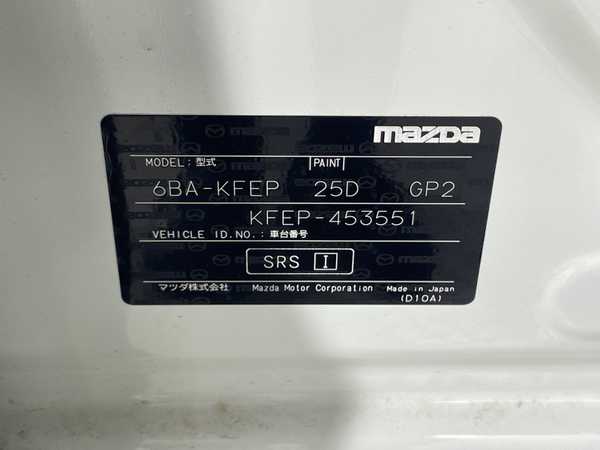 mazda
MODEL:型式 PAINT
6BA-KFEP 25D GP2
KFEP-453551
VEHICLE ID.NO.:車台番号
SRS I
マツダ株式会社 Mazda Motor Corporation Made in Japan
(D10A)